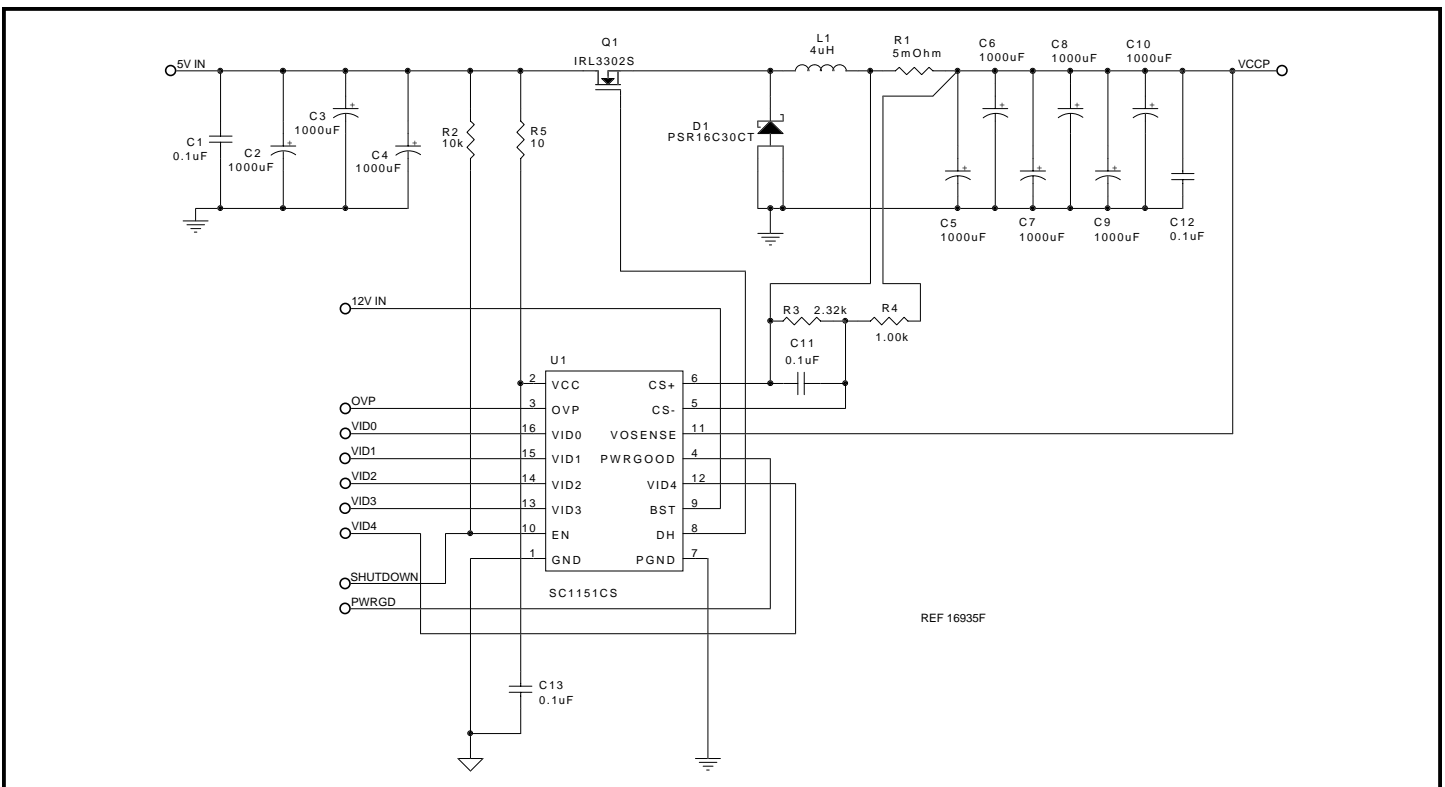 5V IN
Q1
IRL3302S
L1
4uH
R1
5mOhm
C6
1000uF
C8
1000uF
C10
1000uF
VCCP
C1
0.1uF
C2
1000uF
C3
1000uF
C4
1000uF
R2
10k
R5
10
D1
PSR16C30CT
C5
1000uF
C7
1000uF
C9
1000uF
C12
0.1uF
12V IN
R3 2.32k
R4
1.00k
C11
0.1uF
U1
2 VCC CS+ 6
OVP 3 OVP CS- 5
VID0 16 VID0 VOSENSE 11
VID1 15 VID1 PWRGOOD 4
VID2 14 VID2 VID4 12
VID3 13 VID3 BST 9
VID4 10 EN DH 8
1 GND PGND 7
SHUTDOWN
SC1151CS
PWRGD
REF 16935F
C13
0.1uF